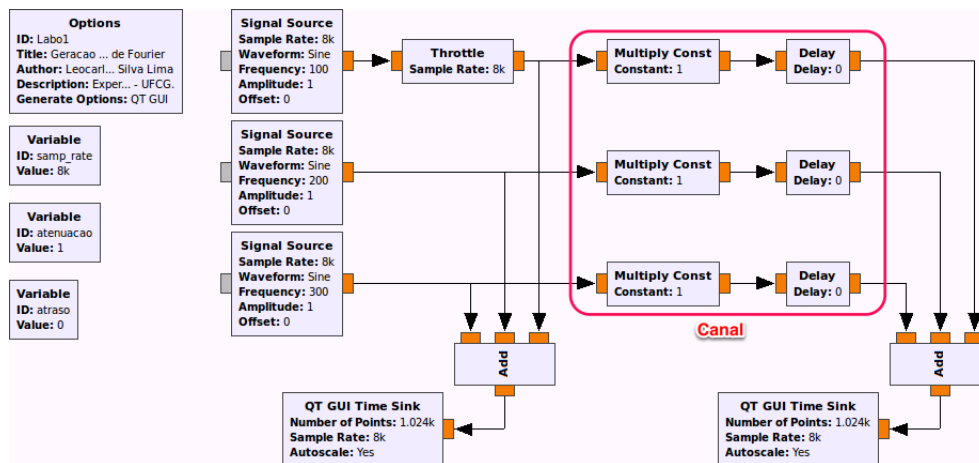 Options
ID: Labo1
Title: Geracao ... de Fourier
Author: Leocarl... Silva Lima
Description: Exper... - UFCG.
Generate Options: QT GUI
Variable
ID: samp_rate
Value: 8k
Variable
ID: atenuacao
Value: 1
Variable
ID: atraso
Value: 0
Signal Source
Sample Rate: 8k
Waveform: Sine
Frequency: 100
Amplitude: 1
Offset: 0
Throttle
Sample Rate: 8k
Multiply Const
Constant: 1
Delay
Delay: 0
Signal Source
Sample Rate: 8k
Waveform: Sine
Frequency: 200
Amplitude: 1
Offset: 0
Multiply Const
Constant: 1
Delay
Delay: 0
Signal Source
Sample Rate: 8k
Waveform: Sine
Frequency: 300
Amplitude: 1
Offset: 0
Multiply Const
Constant: 1
Delay
Delay: 0
Canal
Add
Add
QT GUI Time Sink
Number of Points: 1.024k
Sample Rate: 8k
Autoscale: Yes
QT GUI Time Sink
Number of Points: 1.024k
Sample Rate: 8k
Autoscale: Yes